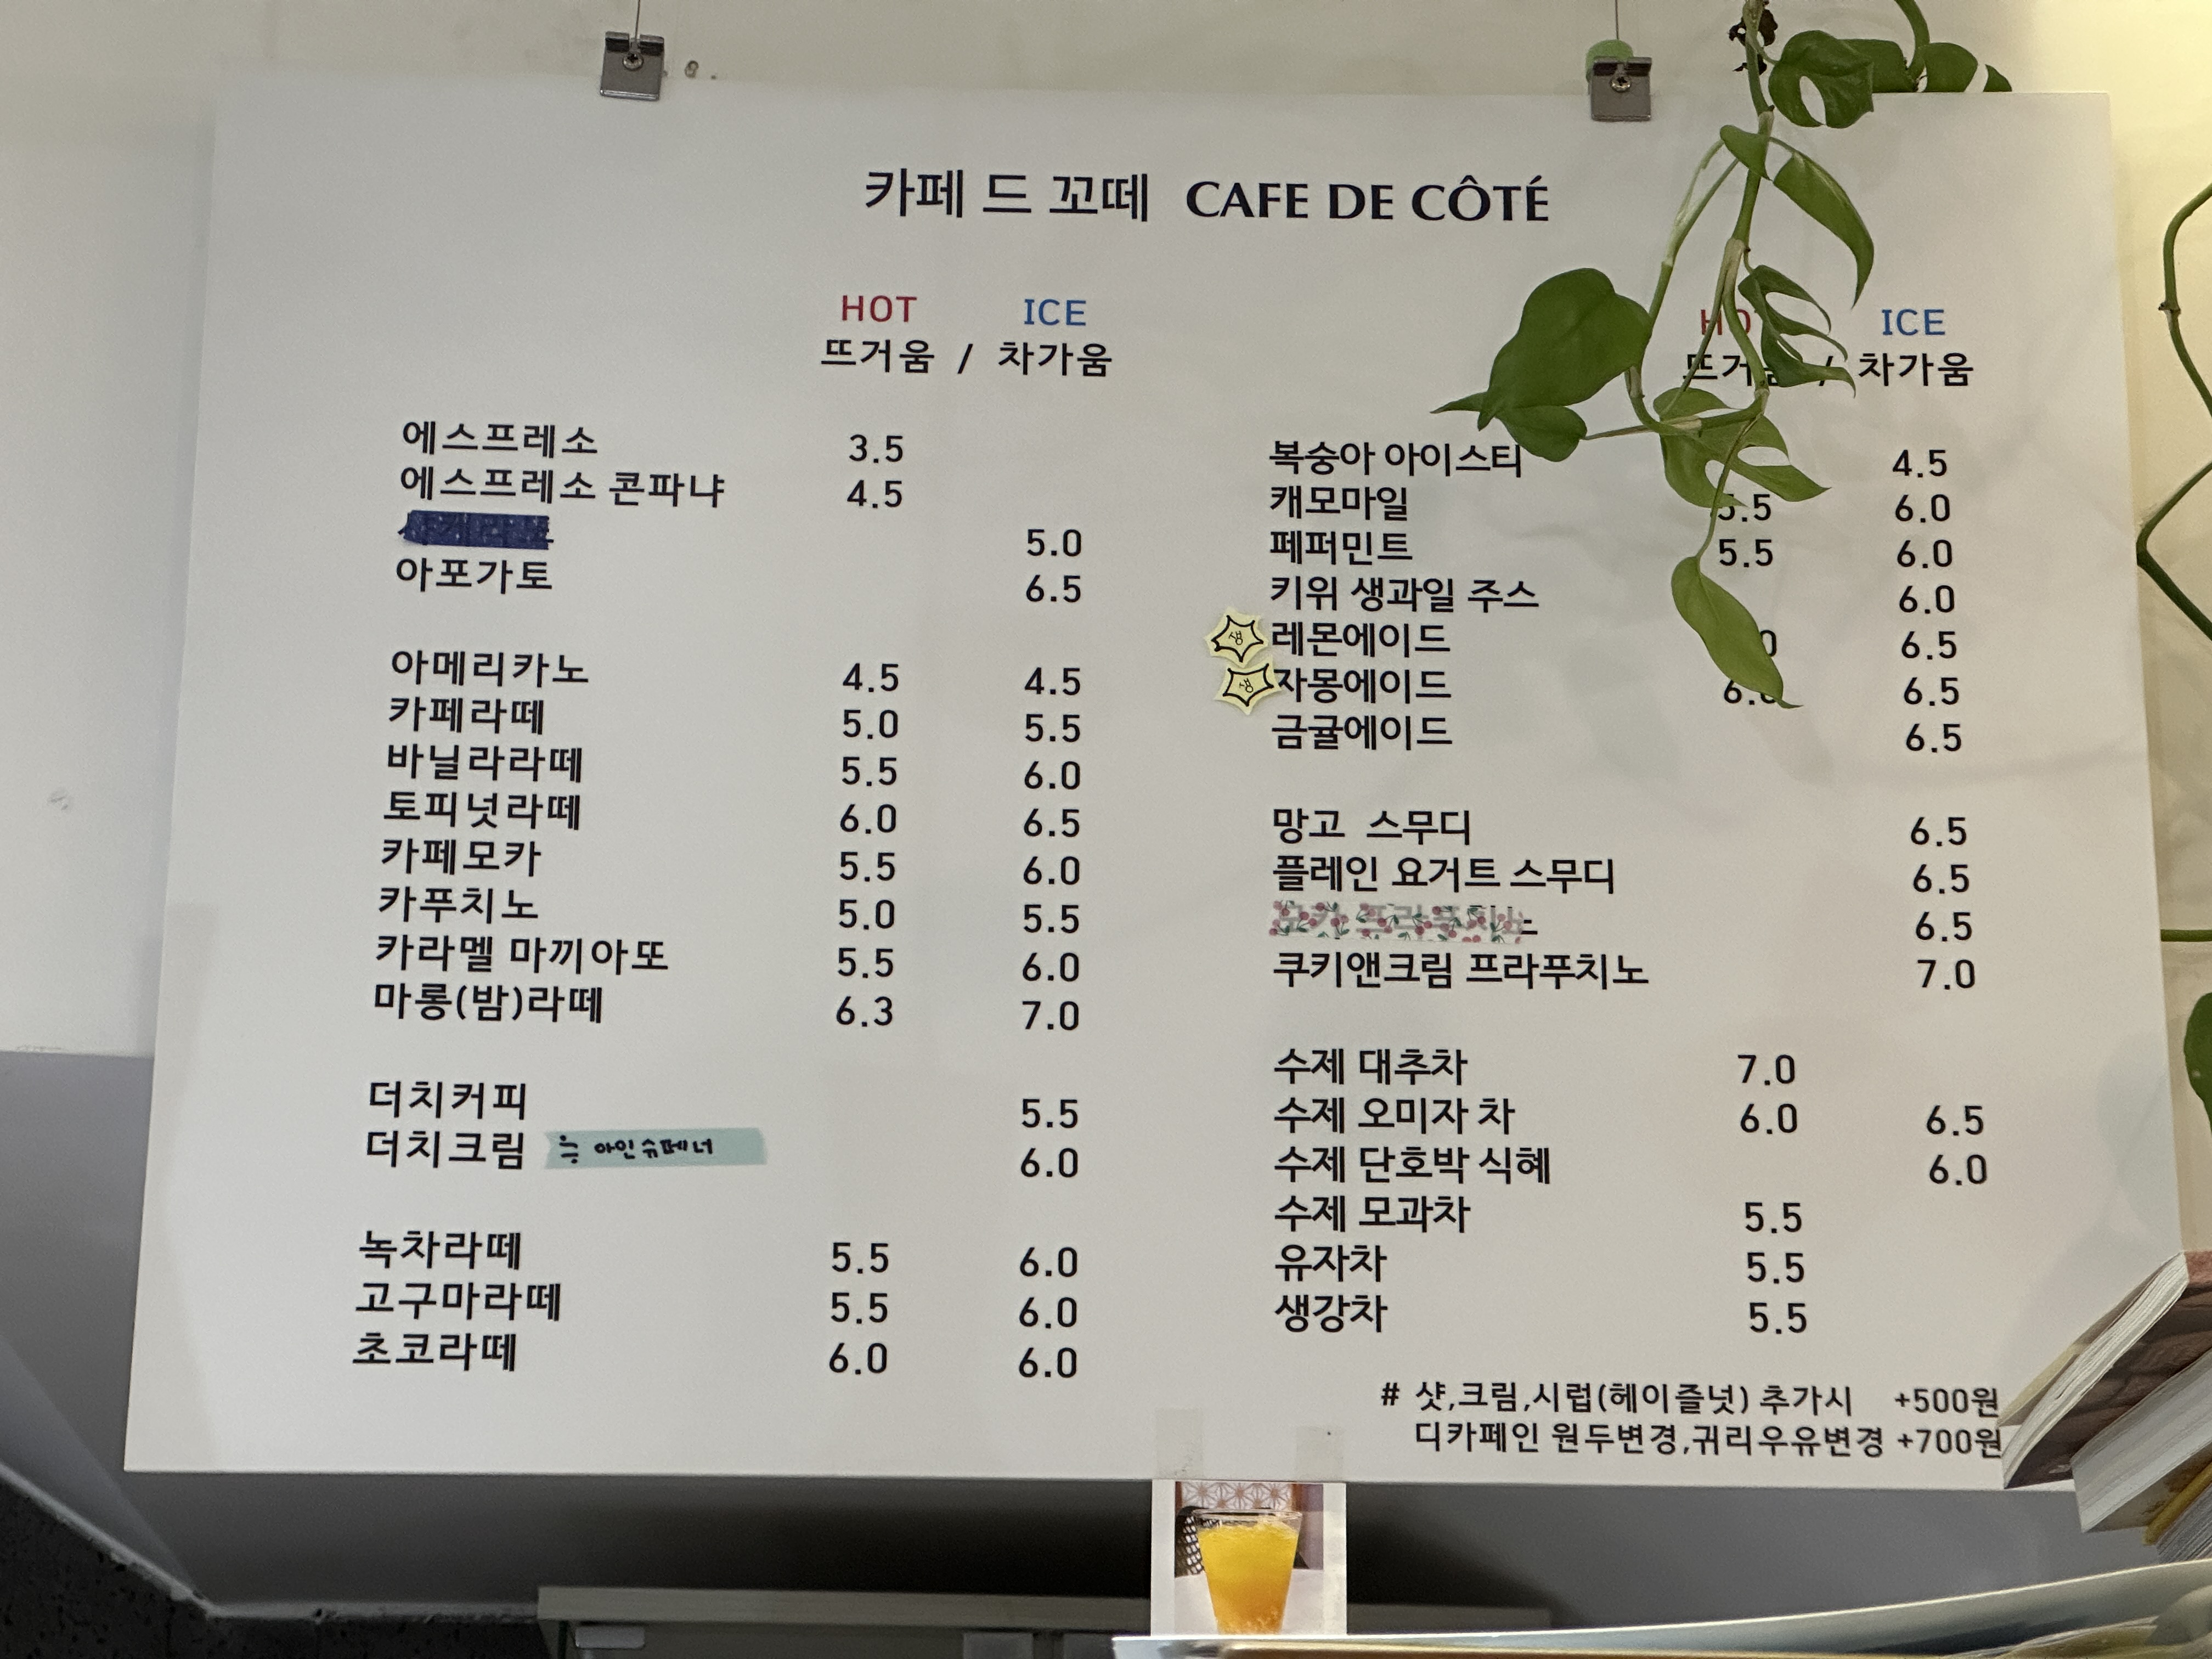 카페 드 꼬떼 CAFE DE CÔTÉ
HOT ICE
뜨거움 / 차가움
에스프레소 3.5
에스프레소 콘파냐 4.5
5.0
아포가토 6.5
아메리카노 4.5 4.5
카페라떼 5.0 5.5
바닐라라떼 5.5 6.0
토피넛라떼 6.0 6.5
카페모카 5.5 6.0
카푸치노 5.0 5.5
카라멜 마끼아또 5.5 6.0
마롱(밤)라떼 6.3 7.0
더치커피 5.5
더치크림 ≒ 아인슈페너 6.0
녹차라떼 5.5 6.0
고구마라떼 5.5 6.0
초코라떼 6.0 6.0
HOT ICE
뜨거움 / 차가움
복숭아 아이스티 4.5
캐모마일 5.5 6.0
페퍼민트 5.5 6.0
키위 생과일 주스 6.0
생 레몬에이드 6.5
생 자몽에이드 6.0 6.5
금귤에이드 6.5
망고 스무디 6.5
플레인 요거트 스무디 6.5
6.5
쿠키앤크림 프라푸치노 7.0
수제 대추차 7.0
수제 오미자 차 6.0 6.5
수제 단호박 식혜 6.0
수제 모과차 5.5
유자차 5.5
생강차 5.5
# 샷,크림,시럽(헤이즐넛) 추가시 +500원
디카페인 원두변경,귀리우유변경 +700원